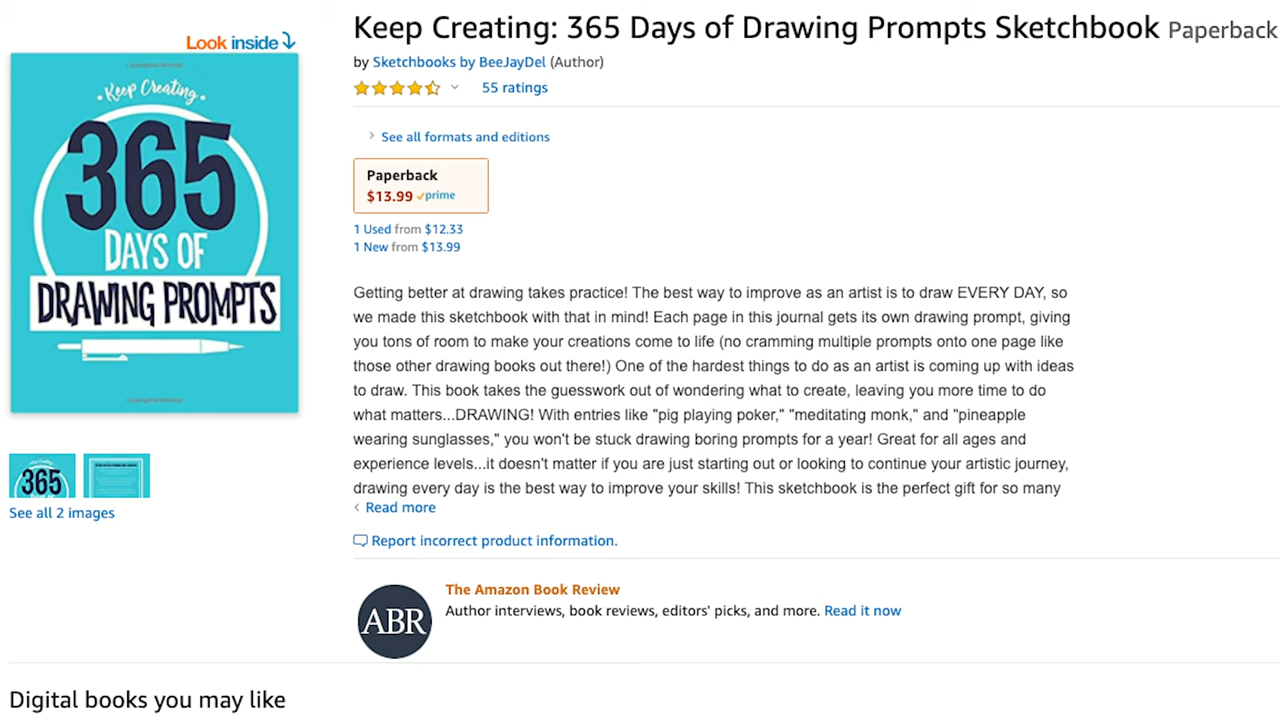 Look inside
Keep Creating
365
DAYS OF
DRAWING PROMPTS
365
See all 2 images
Keep Creating: 365 Days of Drawing Prompts Sketchbook Paperback
by Sketchbooks by BeeJayDel (Author)
55 ratings
See all formats and editions
Paperback
$13.99 prime
1 Used from $12.33
1 New from $13.99
Getting better at drawing takes practice! The best way to improve as an artist is to draw EVERY DAY, so
we made this sketchbook with that in mind! Each page in this journal gets its own drawing prompt, giving
you tons of room to make your creations come to life (no cramming multiple prompts onto one page like
those other drawing books out there!) One of the hardest things to do as an artist is coming up with ideas
to draw. This book takes the guesswork out of wondering what to create, leaving you more time to do
what matters...DRAWING! With entries like "pig playing poker," "meditating monk," and "pineapple
wearing sunglasses," you won't be stuck drawing boring prompts for a year! Great for all ages and
experience levels...it doesn't matter if you are just starting out or looking to continue your artistic journey,
drawing every day is the best way to improve your skills! This sketchbook is the perfect gift for so many
Read more
Report incorrect product information.
ABR
The Amazon Book Review
Author interviews, book reviews, editors' picks, and more. Read it now
Digital books you may like